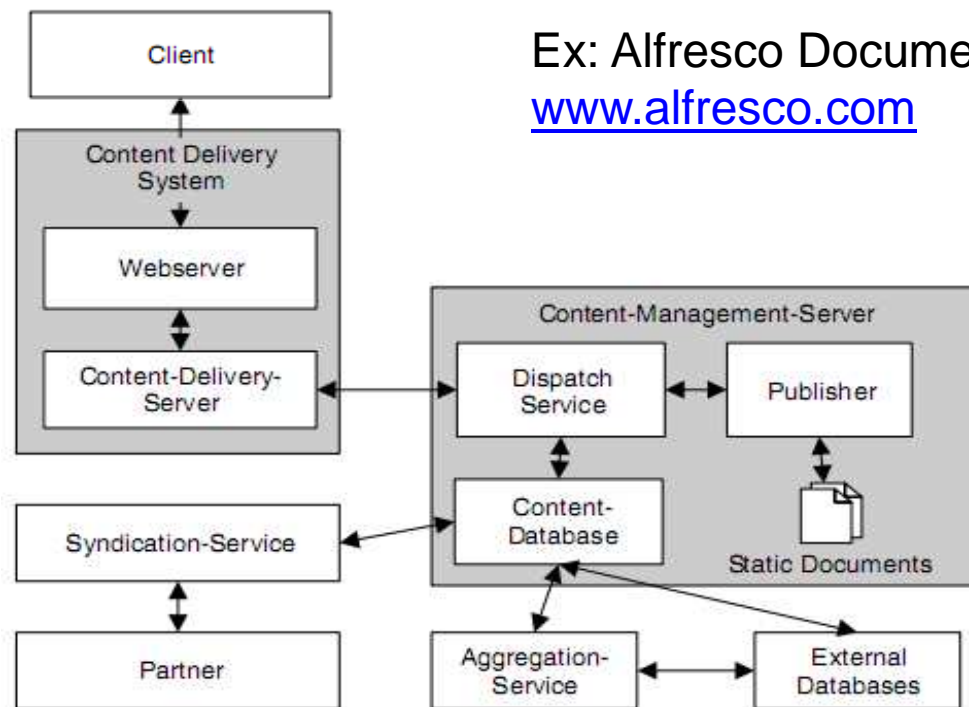 Client
Ex: Alfresco Docume
www.alfresco.com
Content Delivery
System
Webserver
Content-Delivery-
Server
Content-Management-Server
Dispatch
Service
Publisher
Content-
Database
Static Documents
Syndication-Service
Partner
Aggregation-
Service
External
Databases